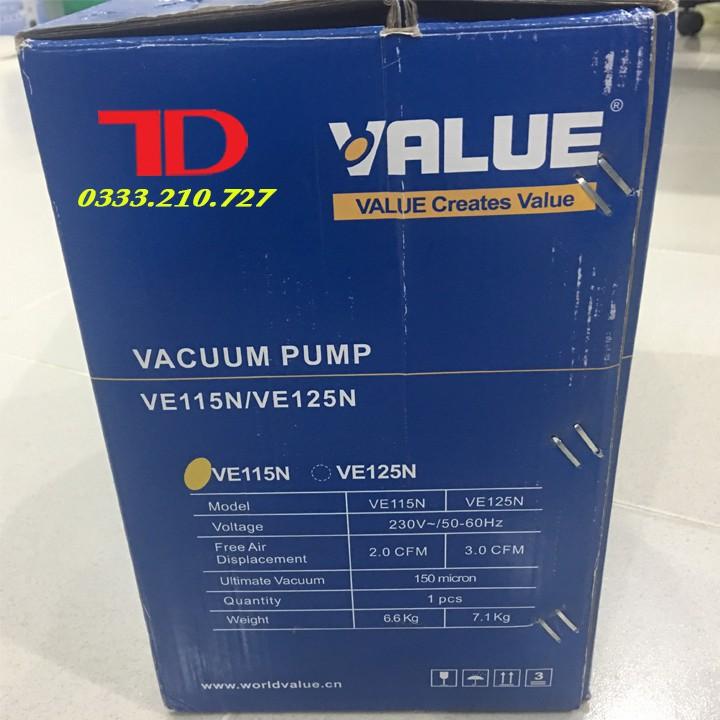 TD
0333.210.727
VALUE®
VALUE Creates Value
VACUUM PUMP
VE115N/VE125N
VE115N VE125N
Model VE115N VE125N
Voltage 230V~/50-60Hz
Free Air Displacement 2.0 CFM 3.0 CFM
Ultimate Vacuum 150 micron
Quantity 1 pcs
Weight 6.6 Kg 7.1 Kg
www.worldvalue.cn
3